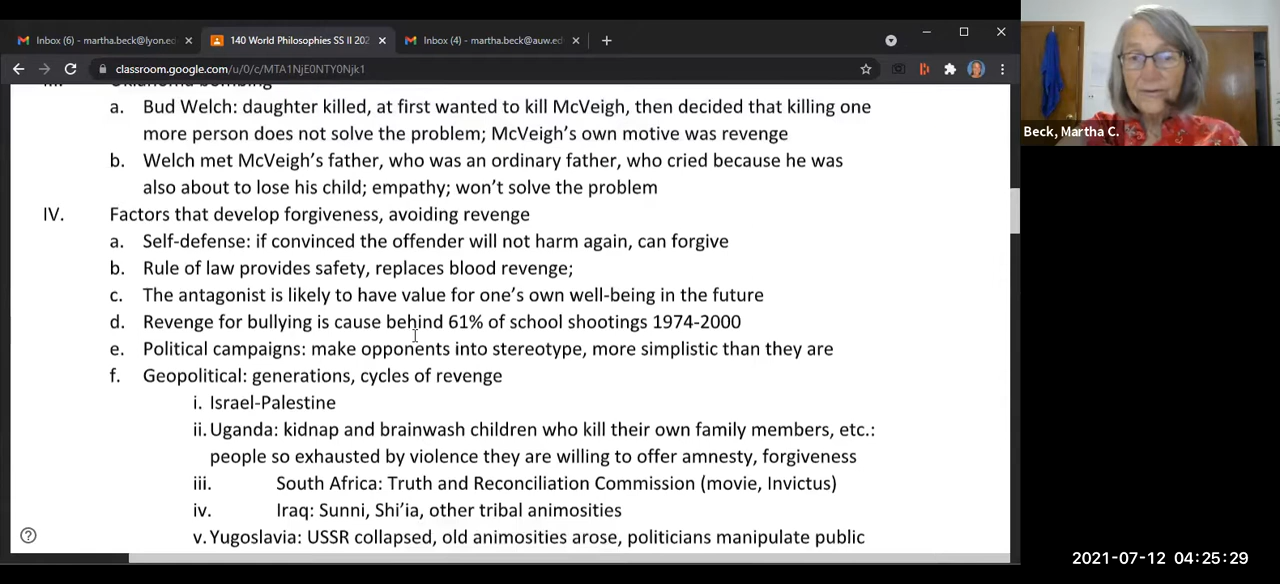 Inbox (6) - martha.beck@lyon.ed
140 World Philosophies SS II 202
Inbox (4) - martha.beck@auw.ed
classroom.google.com/u/0/c/MTA1NjE0NTY0Njk1
a. Bud Welch: daughter killed, at first wanted to kill McVeigh, then decided that killing one
more person does not solve the problem; McVeigh's own motive was revenge
b. Welch met McVeigh's father, who was an ordinary father, who cried because he was
also about to lose his child; empathy; won't solve the problem
IV. Factors that develop forgiveness, avoiding revenge
a. Self-defense: if convinced the offender will not harm again, can forgive
b. Rule of law provides safety, replaces blood revenge;
c. The antagonist is likely to have value for one's own well-being in the future
d. Revenge for bullying is cause behind 61% of school shootings 1974-2000
e. Political campaigns: make opponents into stereotype, more simplistic than they are
f. Geopolitical: generations, cycles of revenge
i. Israel-Palestine
ii. Uganda: kidnap and brainwash children who kill their own family members, etc.:
people so exhausted by violence they are willing to offer amnesty, forgiveness
iii. South Africa: Truth and Reconciliation Commission (movie, Invictus)
iv. Iraq: Sunni, Shi'ia, other tribal animosities
v. Yugoslavia: USSR collapsed, old animosities arose, politicians manipulate public
Beck, Martha C.
2021-07-12 04:25:29